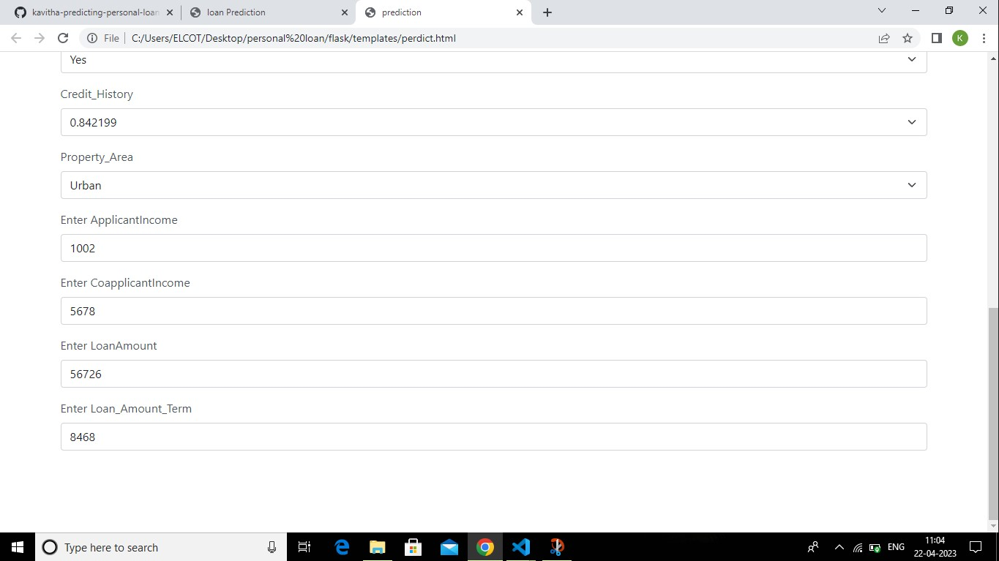 kavitha-predicting-personal-loan
loan Prediction
prediction
File
C:/Users/ELCOT/Desktop/personal%20loan/flask/templates/perdict.html
K
Yes
Credit_History
0.842199
Property_Area
Urban
Enter ApplicantIncome
1002
Enter CoapplicantIncome
5678
Enter LoanAmount
56726
Enter Loan_Amount_Term
8468
Type here to search
ENG
11:04
22-04-2023